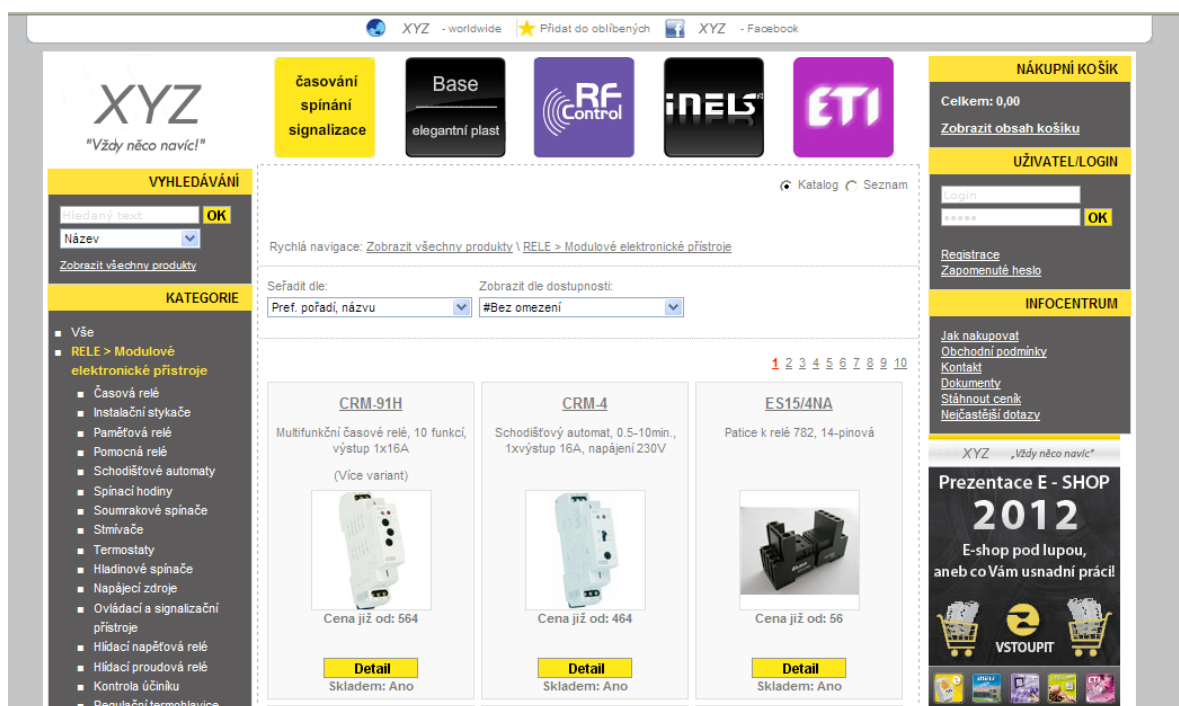 XYZ - worldwide Přidat do oblíbených XYZ - Facebook
XYZ
"Vždy něco navíc!"
časování
spínání
signalizace
Base
elegantní plast
RF
Control
iNELS
ETI
NÁKUPNÍ KOŠÍK
Celkem: 0,00
Zobrazit obsah košíku
UŽIVATEL/LOGIN
Login
OK
Registrace
Zapomenuté heslo
INFOCENTRUM
Jak nakupovat
Obchodní podmínky
Kontakt
Dokumenty
Stáhnout ceník
Nejčastější dotazy
VYHLEDÁVÁNÍ
Hledaný text OK
Název
Zobrazit všechny produkty
KATEGORIE
Vše
RELE > Modulové
elektronické přístroje
Časová relé
Instalační stykače
Paměťová relé
Pomocná relé
Schodišťové automaty
Spínací hodiny
Soumrakové spínače
Stmívače
Termostaty
Hladinové spínače
Napájecí zdroje
Ovládací a signalizační
přístroje
Hlídací napěťová relé
Hlídací proudová relé
Kontrola účiníku
Regulační termohlavice
Katalog Seznam
Rychlá navigace: Zobrazit všechny produkty \ RELE > Modulové elektronické přístroje
Seřadit dle: Zobrazit dle dostupnosti:
Pref. pořadí, názvu #Bez omezení
1 2 3 4 5 6 7 8 9 10
CRM-91H
Multifunkční časové relé, 10 funkcí,
výstup 1x16A
(Více variant)
Cena již od: 564
Detail
Skladem: Ano
CRM-4
Schodišťový automat, 0.5-10min.,
1xvýstup 16A, napájení 230V
Cena již od: 464
Detail
Skladem: Ano
ES15/4NA
Patice k relé 782, 14-pinová
Cena již od: 56
Detail
Skladem: Ano
XYZ „Vždy něco navíc"
Prezentace E - SHOP
2012
E-shop pod lupou,
aneb co Vám usnadní práci!
VSTOUPIT